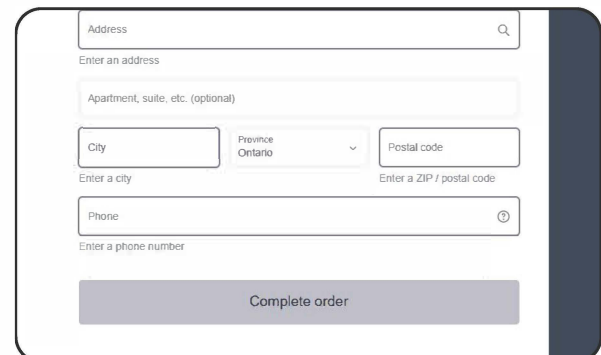 Address
Enter an address
Apartment, suite, etc. (optional)
City
Province
Ontario
Postal code
Enter a city
Enter a ZIP / postal code
Phone
Enter a phone number
Complete order